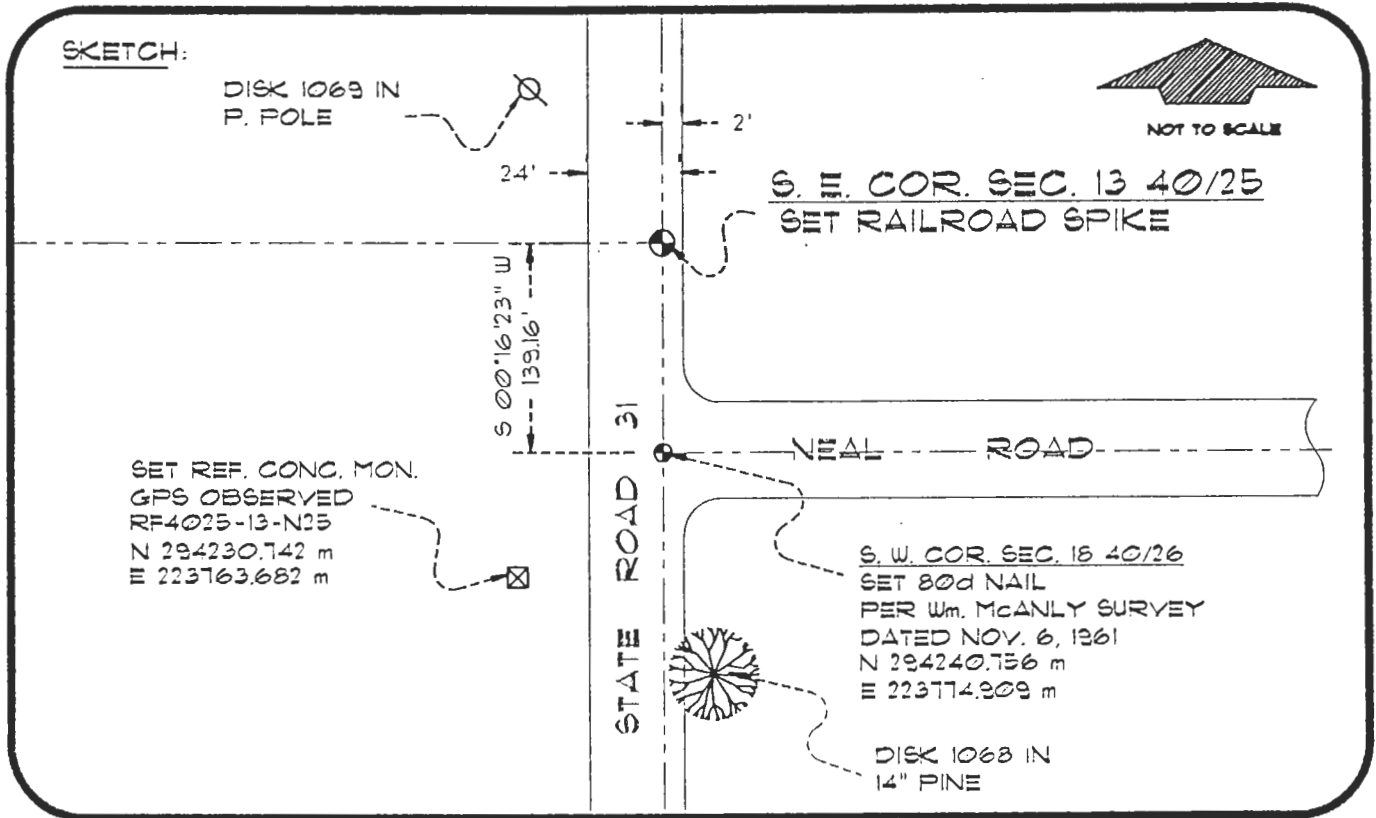 SKETCH:
DISK 1069 IN
P. POLE
NOT TO SCALE
2'
24'
S. E. COR. SEC. 13 40/25
SET RAILROAD SPIKE
S 00°16'23" W
139.16'
STATE ROAD 31
NEAL ROAD
SET REF. CONC. MON.
GPS OBSERVED
RF4025-13-N25
N 294230.742 m
E 223763.682 m
S. W. COR. SEC. 18 40/26
SET 80d NAIL
PER Wm. McANLY SURVEY
DATED NOV. 6, 1961
N 294240.756 m
E 223774.909 m
DISK 1068 IN
14" PINE